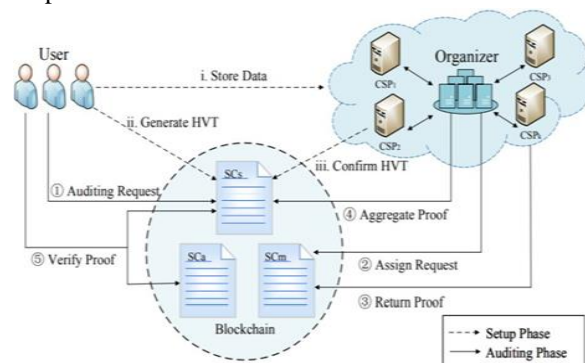 User
Organizer
CSP₁
CSP₃
i. Store Data
CSP₂
CSPₖ
ii. Generate HVT
iii. Confirm HVT
SCs
① Auditing Request
④ Aggregate Proof
⑤ Verify Proof
② Assign Request
SCa
SCm
③ Return Proof
Blockchain
Setup Phase
Auditing Phase